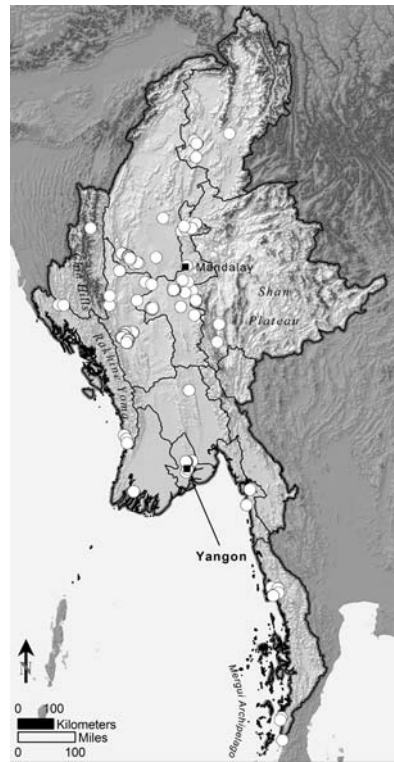 Mandalay
Chin Hills
Shan
Plateau
Rakhine Yoma
Yangon
Mergui Archipelago
N
0 100
Kilometers
Miles
0 100